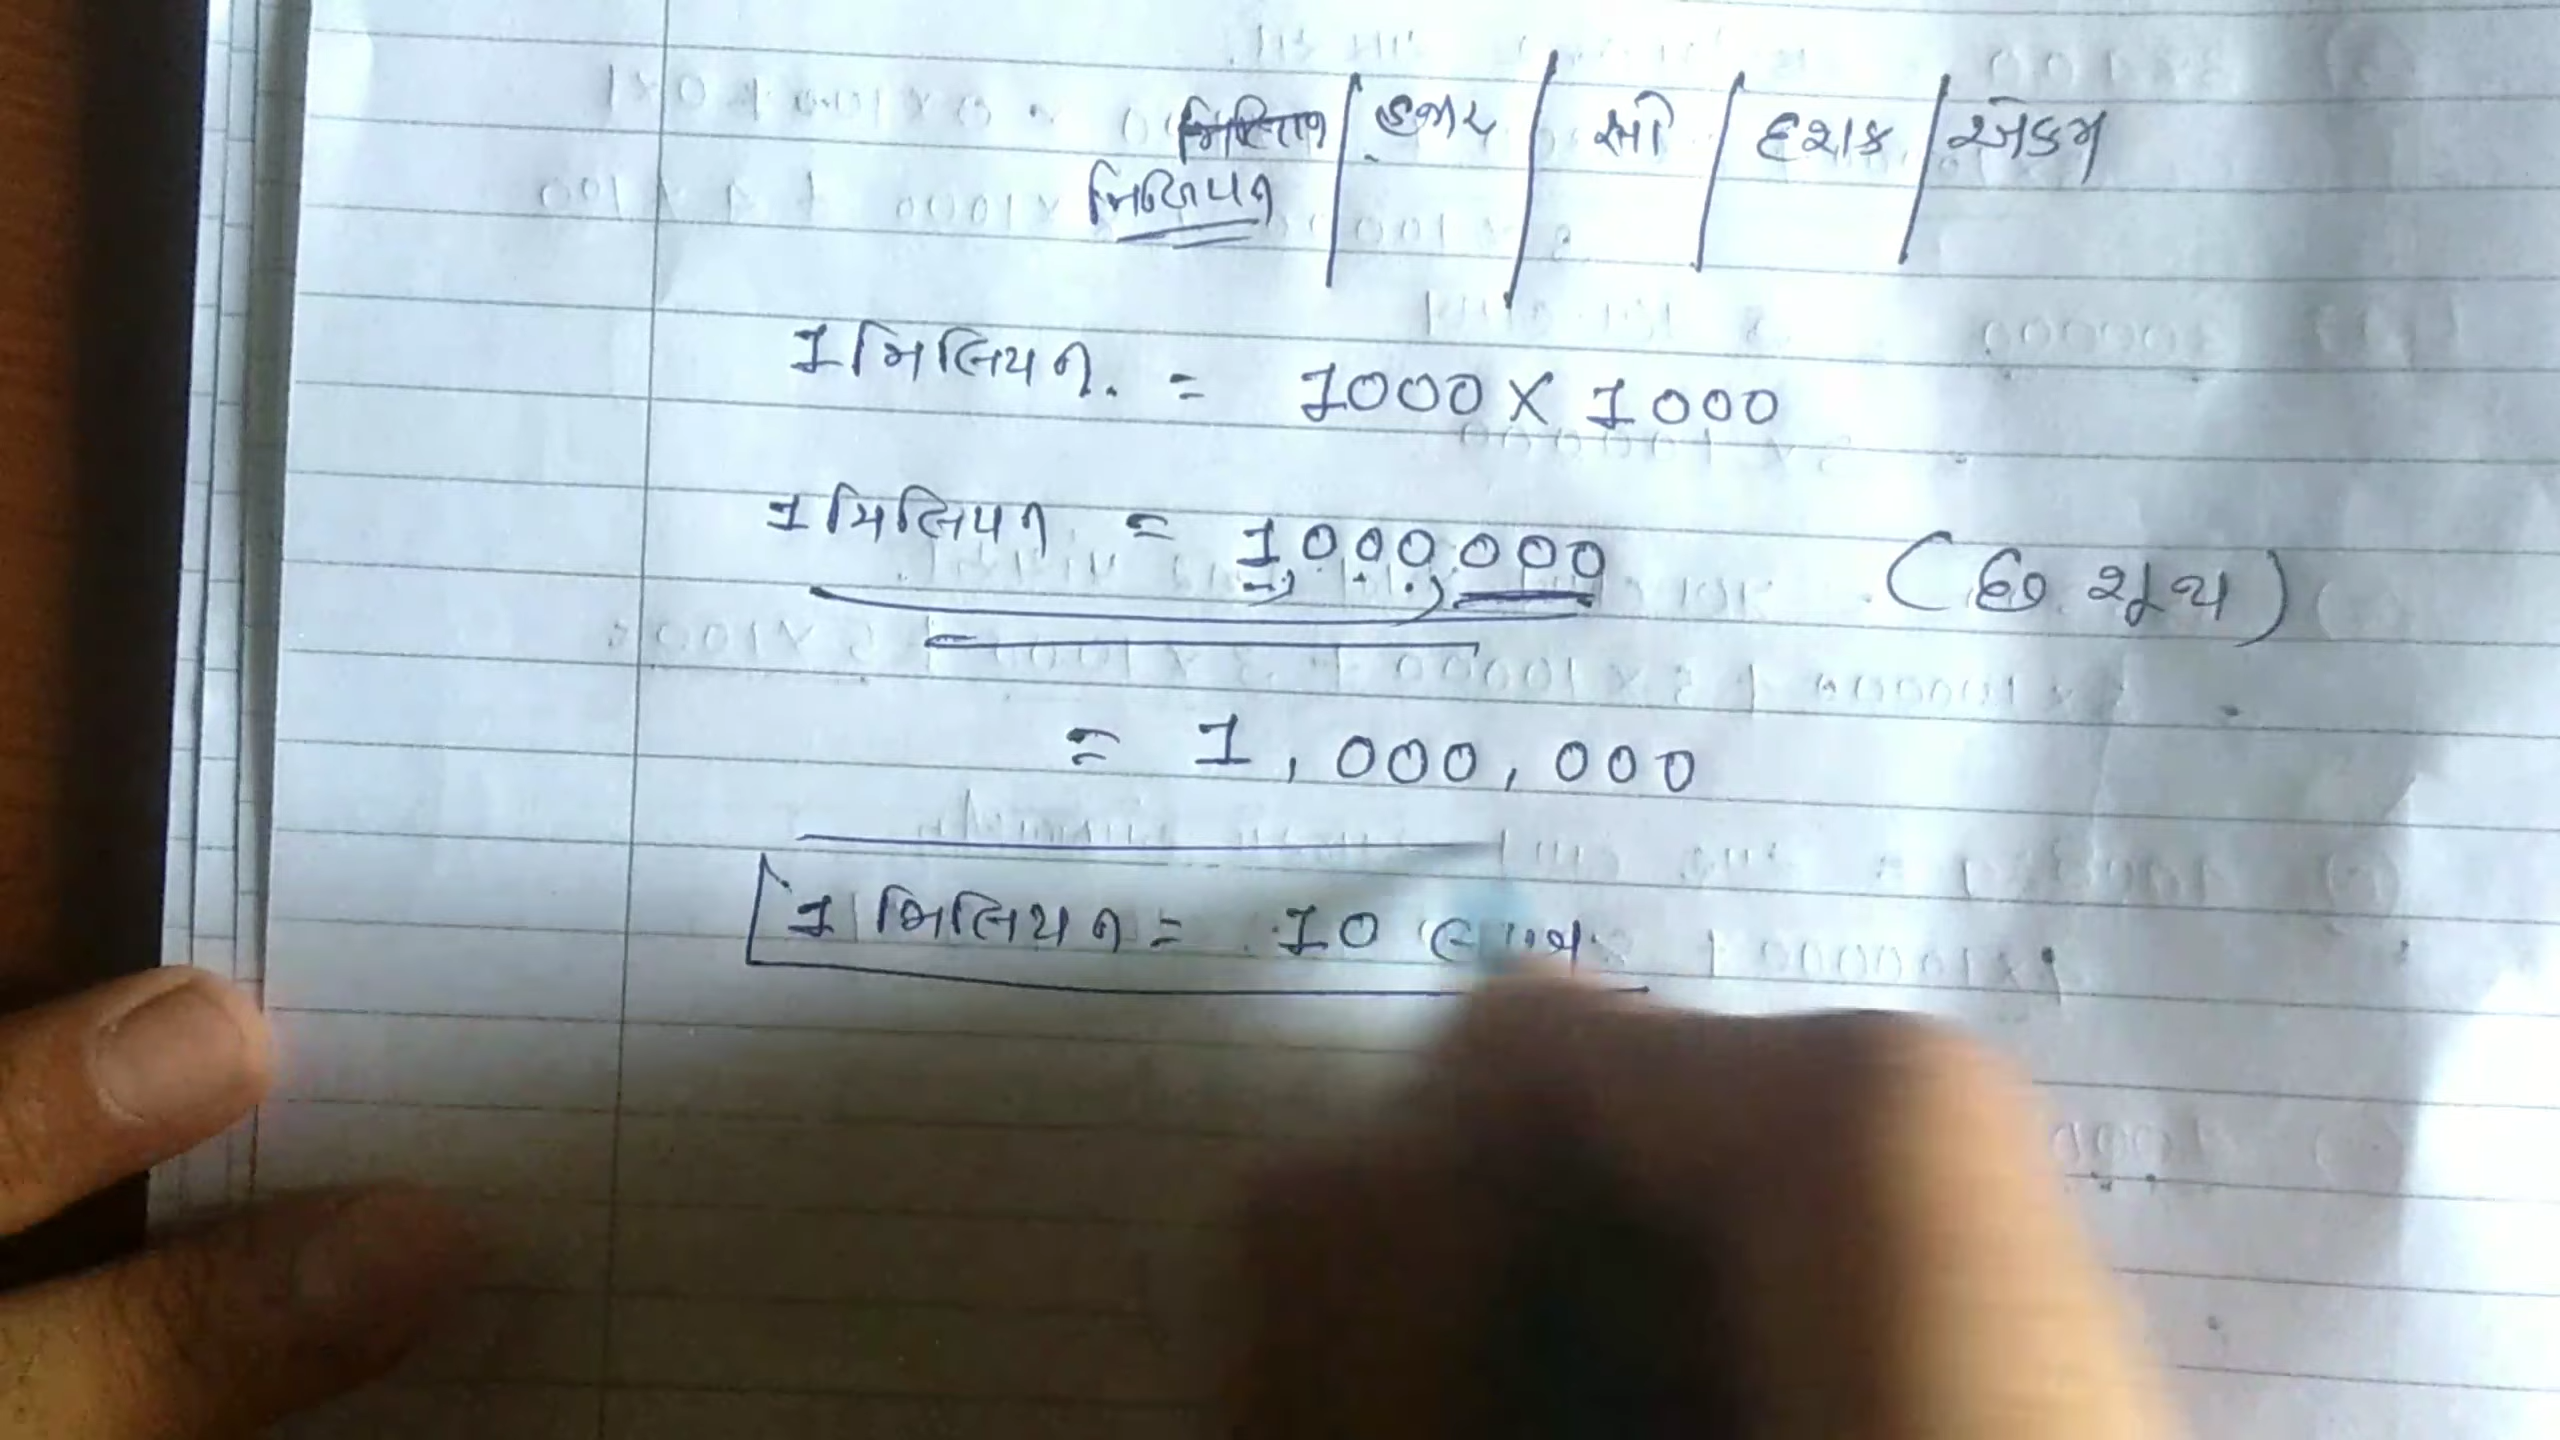 હજાર | સો | દશક | એકમ
મિલિયન
1 મિલિયન. = 1000 X 1000
1 મિલિયન = 1,000,000 (છ શૂન્ય)
= 1,000,000
1 મિલિયન = 10 લાખ